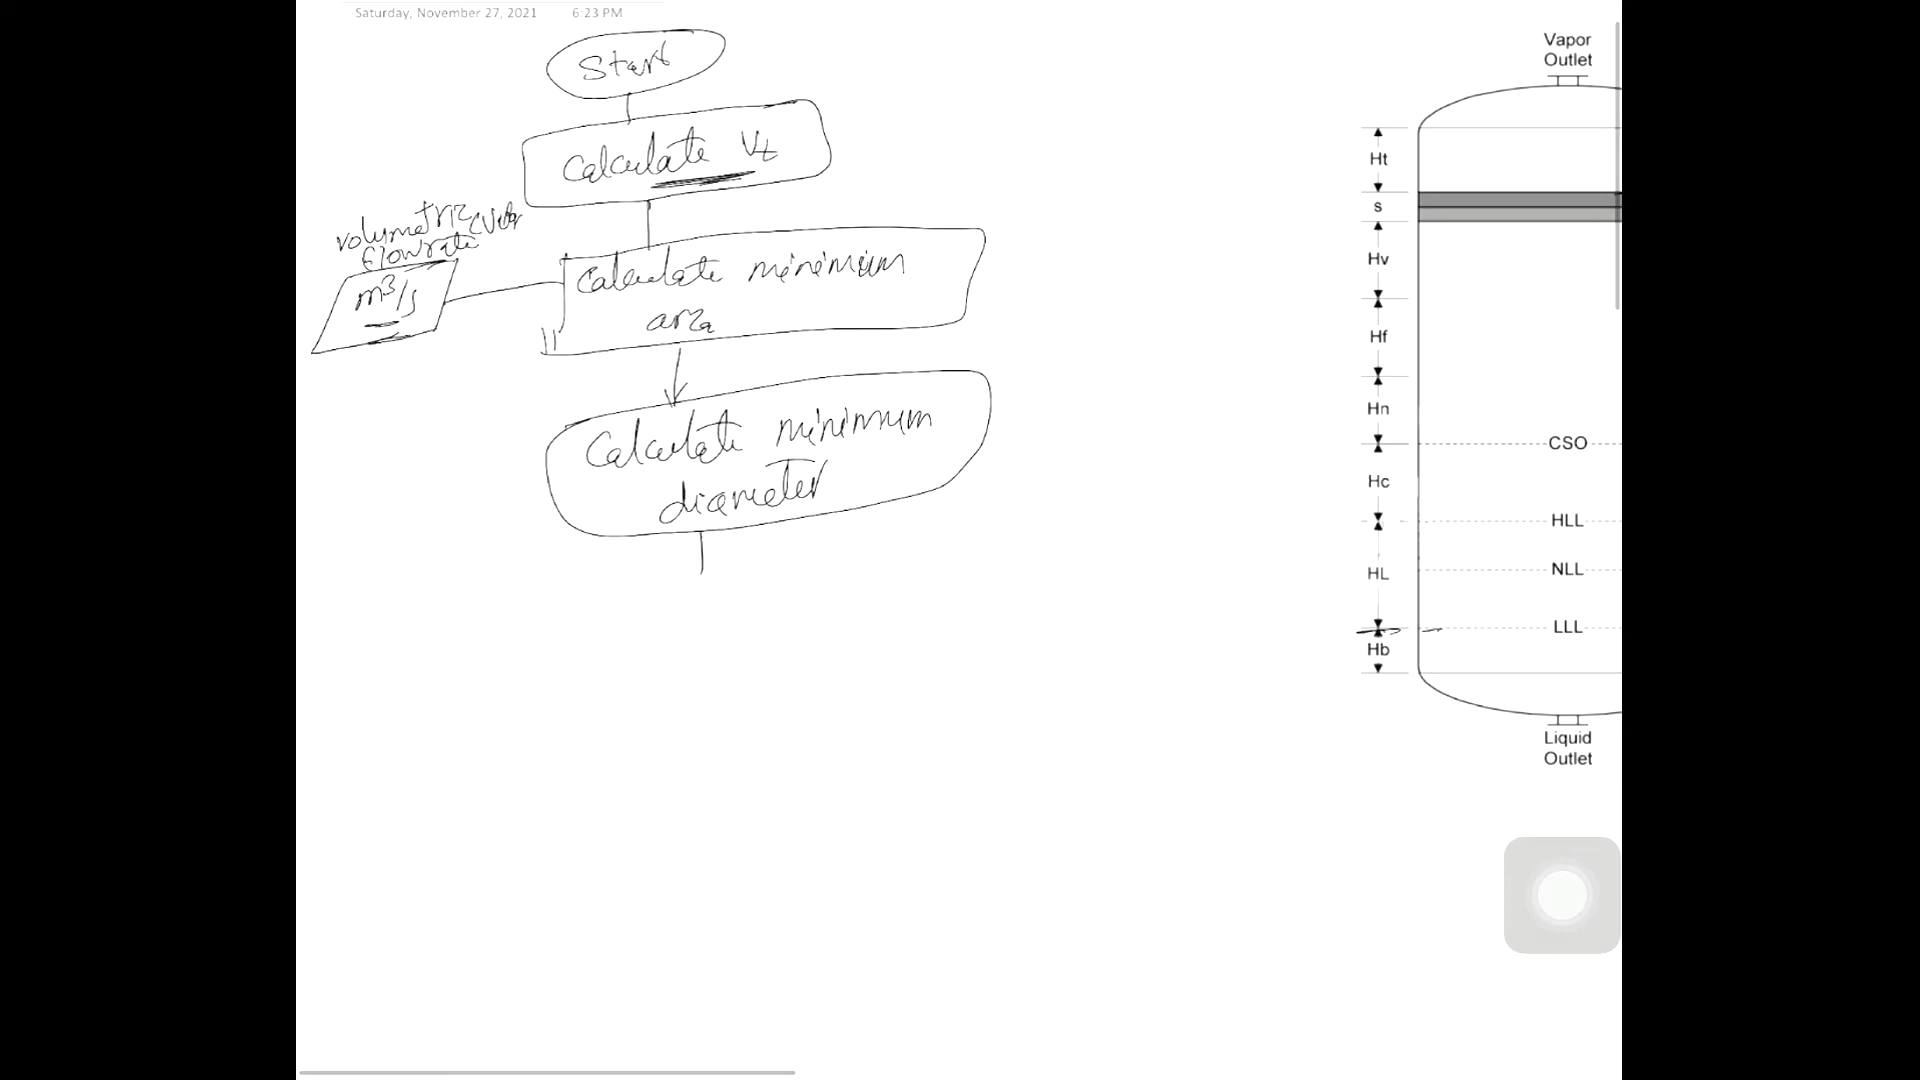 Saturday, November 27, 2021 6:23 PM
Start
Calculate Vt
volumetric
flowrate
m³/s
Calculate minimum
area
Calculate minimum
diameter
Vapor
Outlet
Ht
s
Hv
Hf
Hn
CSO
Hc
HLL
NLL
HL
LLL
Hb
Liquid
Outlet